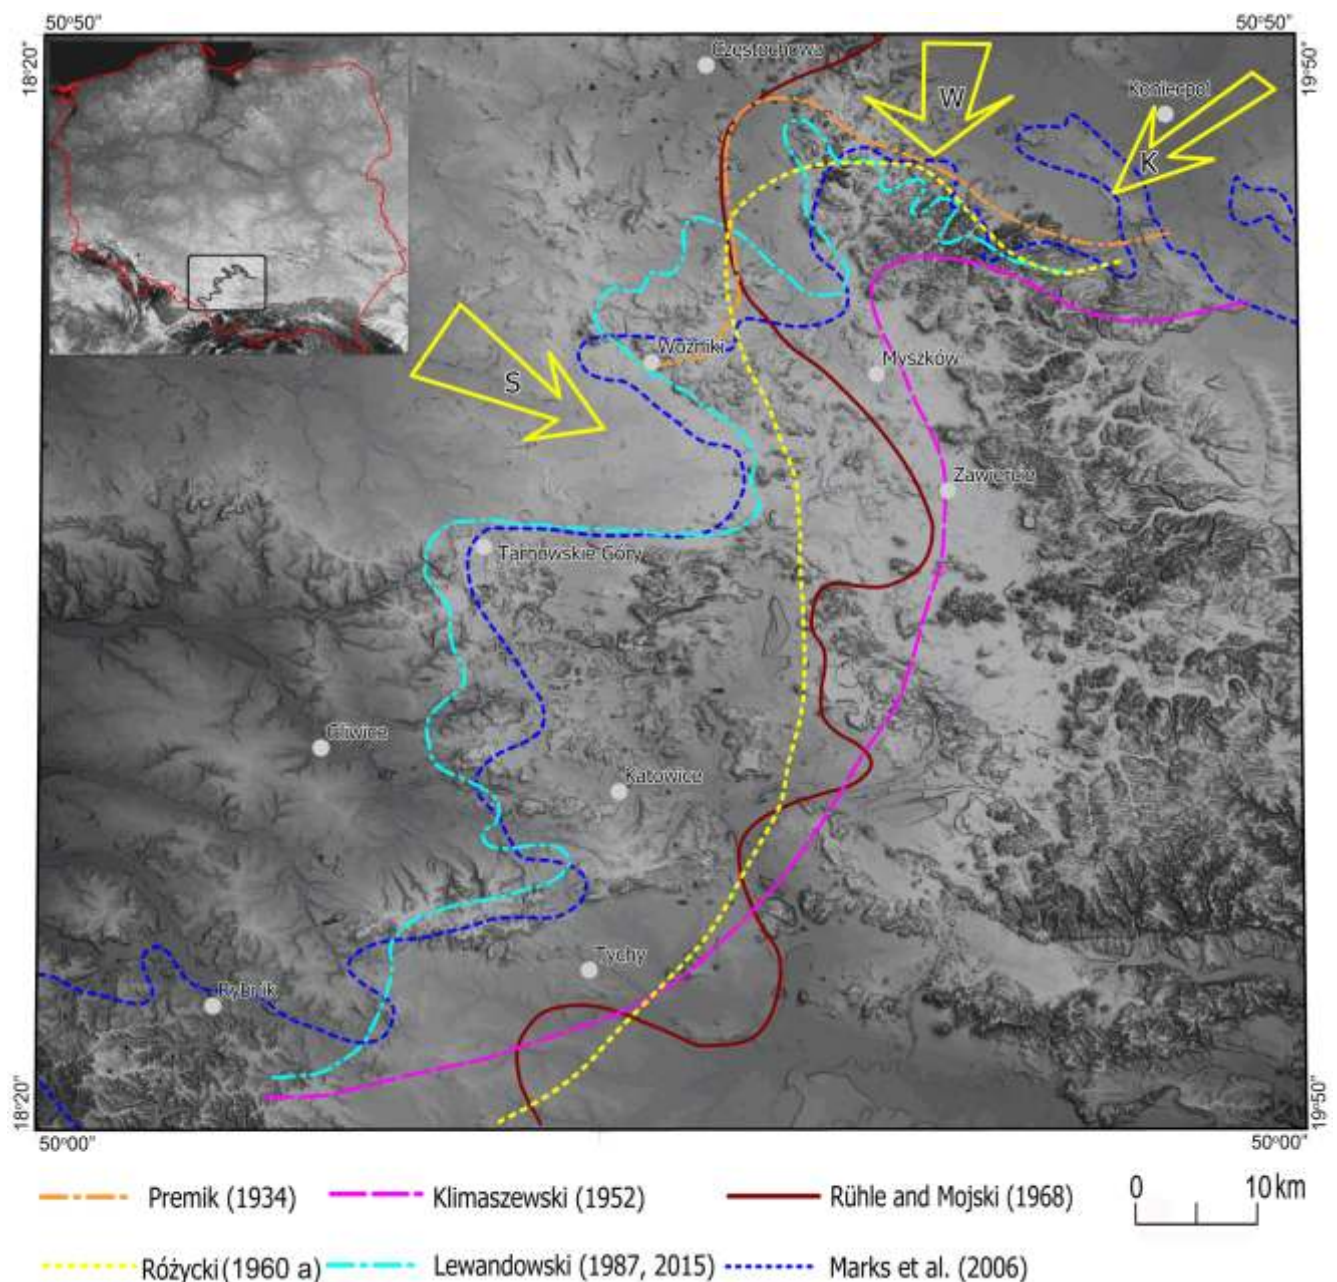 50°50" 50°50"
18°20" 19°50"
Częstochowa
Koniecpol
W
K
Woźniki
Myszków
S
Zawiercie
Tarnowskie Góry
Gliwice
Katowice
Tychy
Rybnik
18°20" 19°50"
50°00" 50°00"
Premik (1934) Klimaszewski (1952) Rühle and Mojski (1968) 0 10 km
Różycki (1960 a) Lewandowski (1987, 2015) Marks et al. (2006)